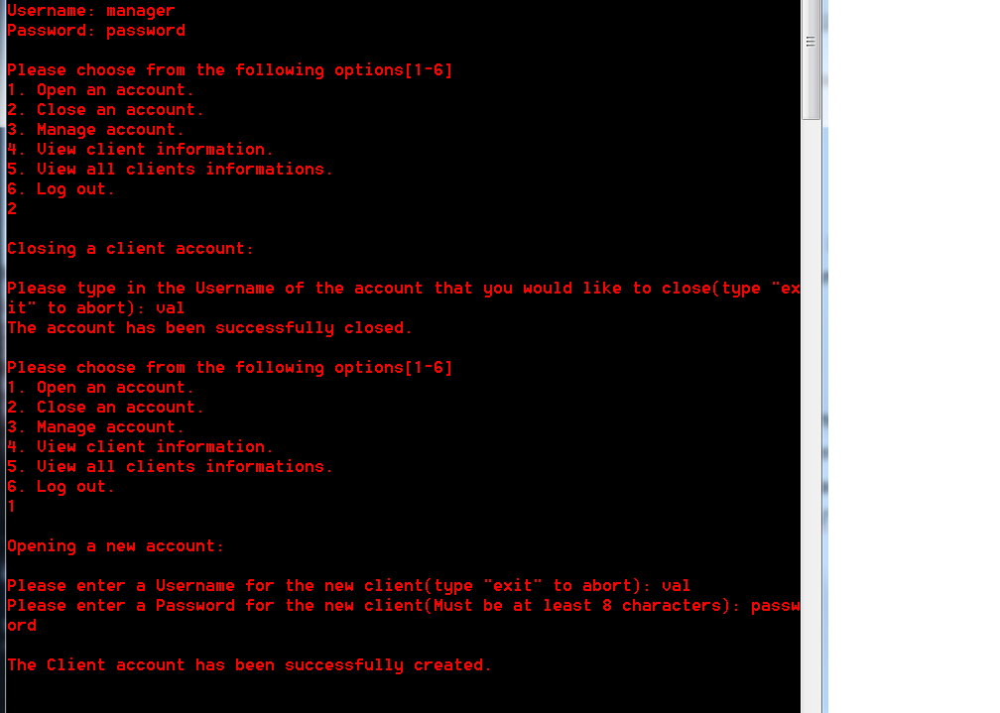 Username: manager
Password: password
Please choose from the following options[1-6]
1. Open an account.
2. Close an account.
3. Manage account.
4. View client information.
5. View all clients informations.
6. Log out.
2
Closing a client account:
Please type in the Username of the account that you would like to close(type "ex
it" to abort): val
The account has been successfully closed.
Please choose from the following options[1-6]
1. Open an account.
2. Close an account.
3. Manage account.
4. View client information.
5. View all clients informations.
6. Log out.
1
Opening a new account:
Please enter a Username for the new client(type "exit" to abort): val
Please enter a Password for the new client(Must be at least 8 characters): passw
ord
The Client account has been successfully created.